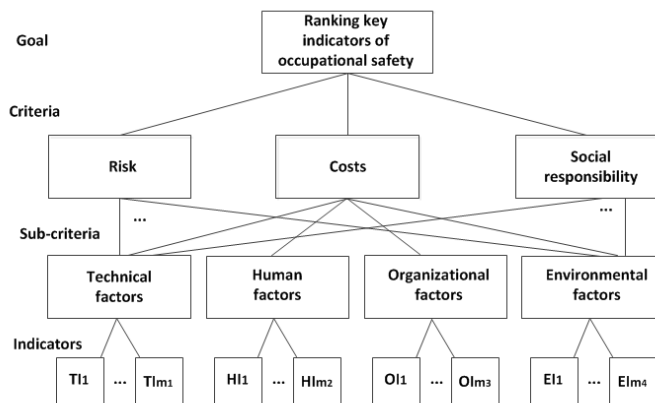 Goal
Ranking key
indicators of
occupational safety
Criteria
Risk
Costs
Social
responsibility
...
...
Sub-criteria
Technical
factors
Human
factors
Organizational
factors
Environmental
factors
Indicators
TI1 ... TIm1
HI1 ... HIm2
OI1 ... OIm3
EI1 ... EIm4